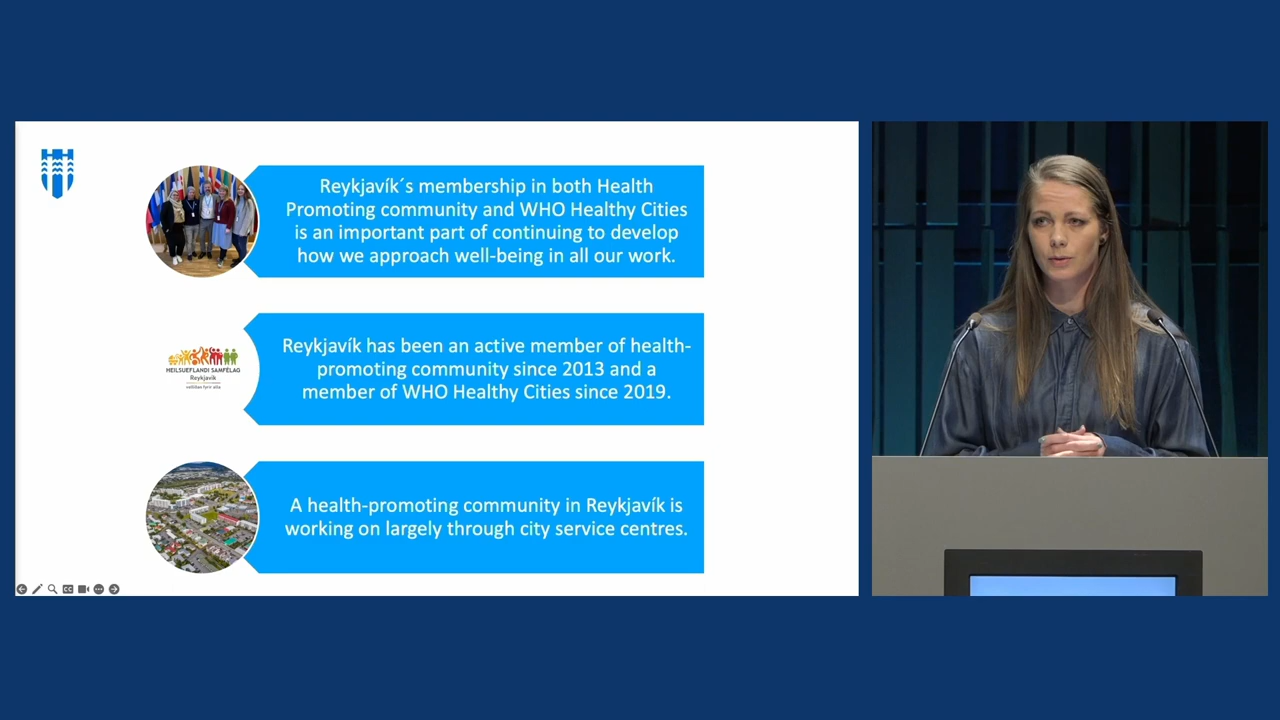 Reykjavík´s membership in both Health
Promoting community and WHO Healthy Cities
is an important part of continuing to develop
how we approach well-being in all our work.
HEILSUEFLANDI SAMFÉLAG
Reykjavík
vellíðan fyrir alla
Reykjavík has been an active member of health-
promoting community since 2013 and a
member of WHO Healthy Cities since 2019.
A health-promoting community in Reykjavík is
working on largely through city service centres.